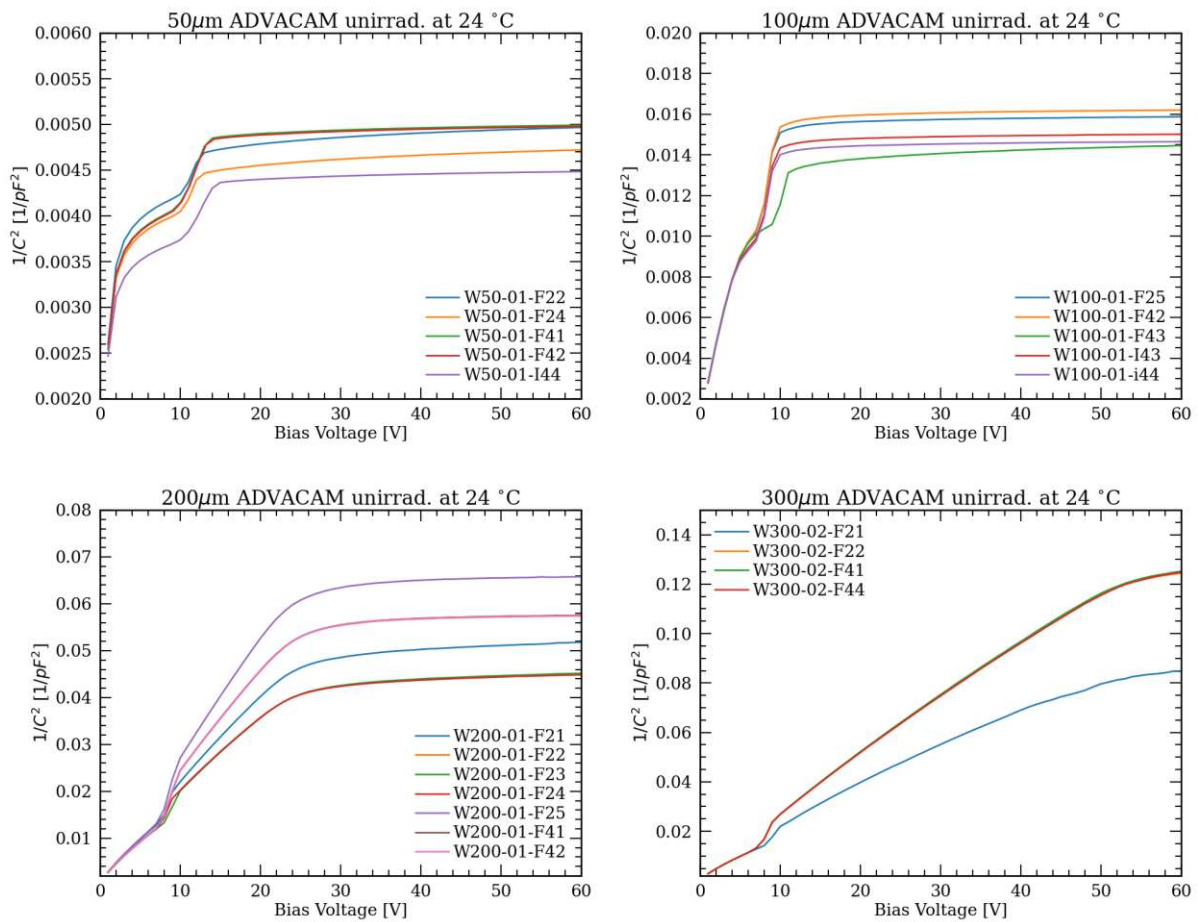 50μm ADVACAM unirrad. at 24 °C
0.0060
0.0055
0.0050
0.0045
0.0040
0.0035
0.0030
0.0025
0.0020
1/C² [1/pF²]
W50-01-F22
W50-01-F24
W50-01-F41
W50-01-F42
W50-01-I44
0 10 20 30 40 50 60
Bias Voltage [V]
100μm ADVACAM unirrad. at 24 °C
0.020
0.018
0.016
0.014
0.012
0.010
0.008
0.006
0.004
0.002
1/C² [1/pF²]
W100-01-F25
W100-01-F42
W100-01-F43
W100-01-I43
W100-01-i44
0 10 20 30 40 50 60
Bias Voltage [V]
200μm ADVACAM unirrad. at 24 °C
0.08
0.07
0.06
0.05
0.04
0.03
0.02
0.01
1/C² [1/pF²]
W200-01-F21
W200-01-F22
W200-01-F23
W200-01-F24
W200-01-F25
W200-01-F41
W200-01-F42
0 10 20 30 40 50 60
Bias Voltage [V]
300μm ADVACAM unirrad. at 24 °C
0.14
0.12
0.10
0.08
0.06
0.04
0.02
1/C² [1/pF²]
W300-02-F21
W300-02-F22
W300-02-F41
W300-02-F44
0 10 20 30 40 50 60
Bias Voltage [V]